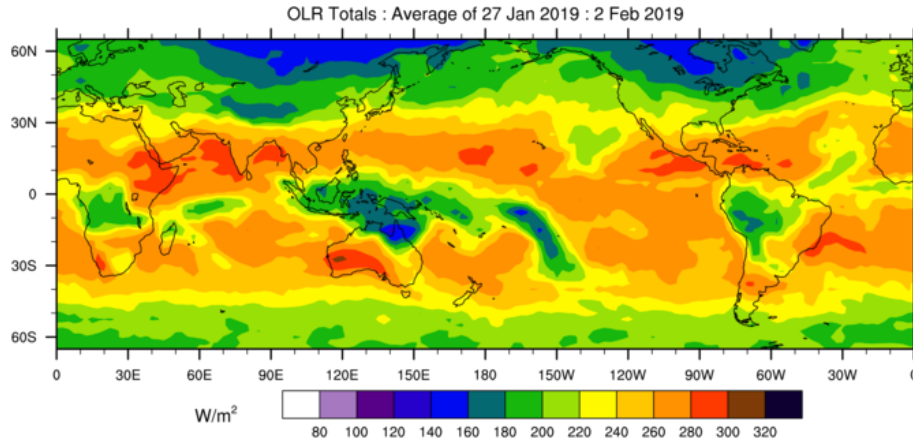 OLR Totals : Average of 27 Jan 2019 : 2 Feb 2019
60N
30N
0
30S
60S
0 30E 60E 90E 120E 150E 180 150W 120W 90W 60W 30W 0
W/m²
80 100 120 140 160 180 200 220 240 260 280 300 320